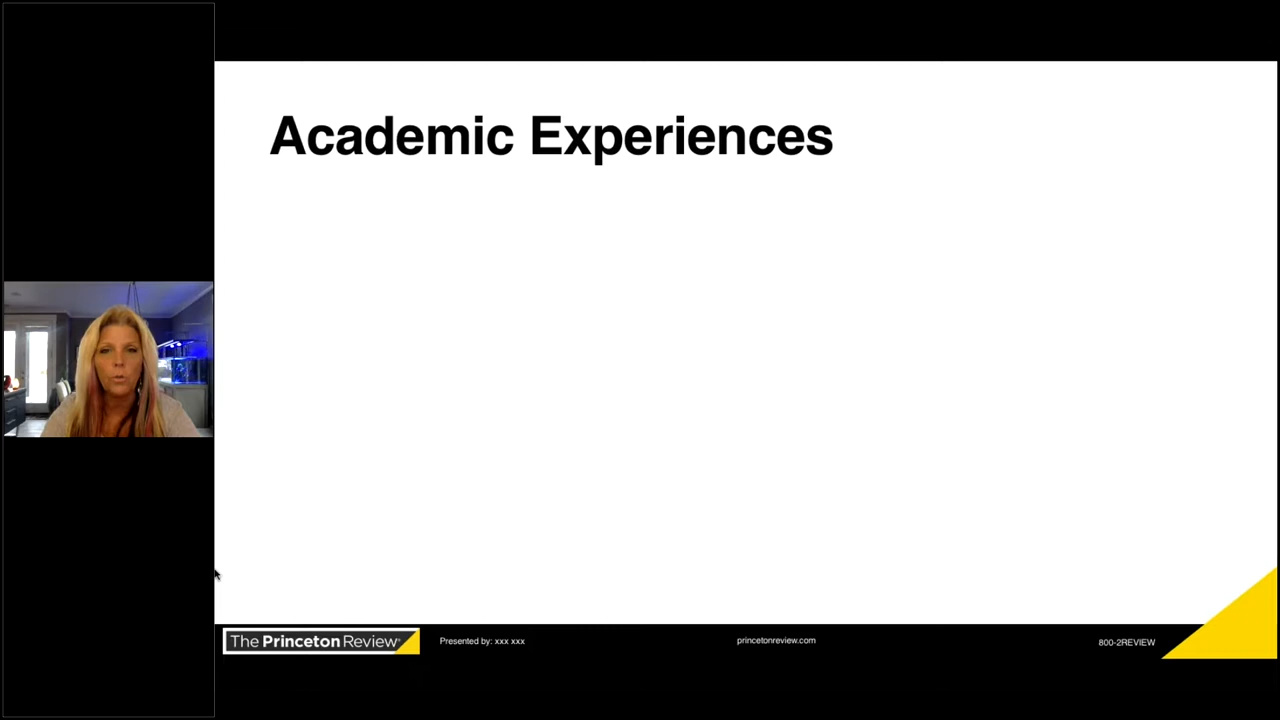 Academic Experiences
The Princeton Review®
Presented by: xxx xxx
princetonreview.com
800-2REVIEW